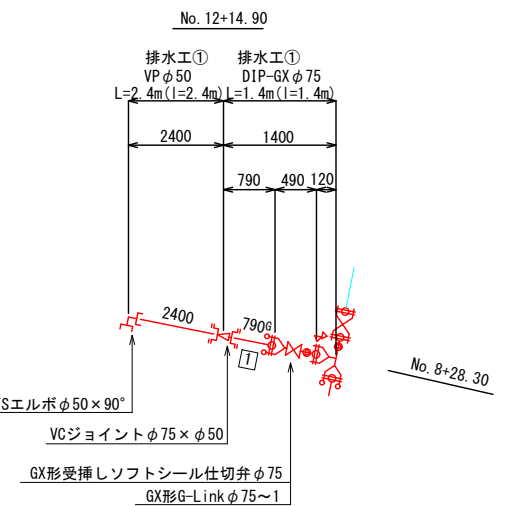 No.12+14.90
排水工① 排水工①
VPφ50 DIP-GXφ75
L=2.4m(l=2.4m) L=1.4m(l=1.4m)
2400 1400
790 490 120
2400 790G
1
No.8+28.30
Sエルボφ50×90°
VCジョイントφ75×φ50
GX形受挿しソフトシール仕切弁φ75
GX形G-Linkφ75～1